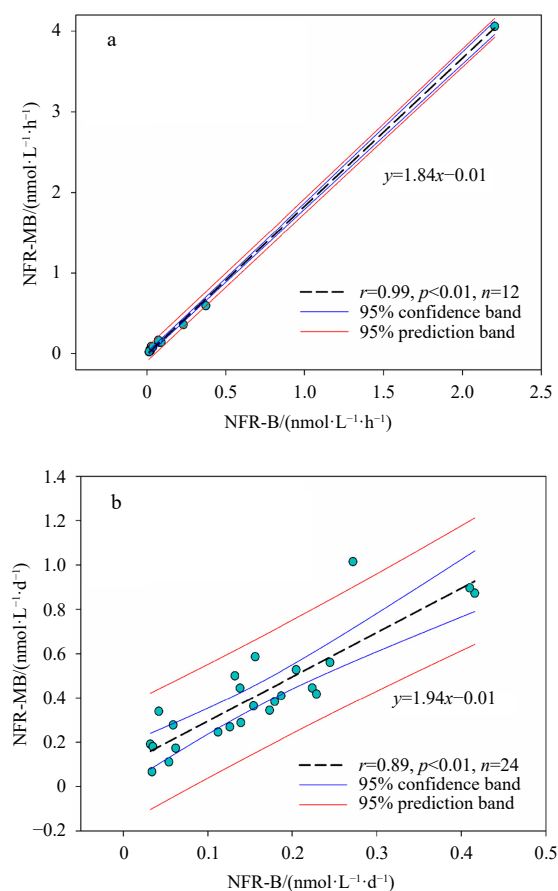 a
4
3
2
1
0
NFR-MB/(nmol·L⁻¹·h⁻¹)
y=1.84x−0.01
r=0.99, p<0.01, n=12
95% confidence band
95% prediction band
0 0.5 1.0 1.5 2.0 2.5
NFR-B/(nmol·L⁻¹·h⁻¹)
b
1.4
1.2
1.0
0.8
0.6
0.4
0.2
0
−0.2
NFR-MB/(nmol·L⁻¹·d⁻¹)
y=1.94x−0.01
r=0.89, p<0.01, n=24
95% confidence band
95% prediction band
0 0.1 0.2 0.3 0.4 0.5
NFR-B/(nmol·L⁻¹·d⁻¹)